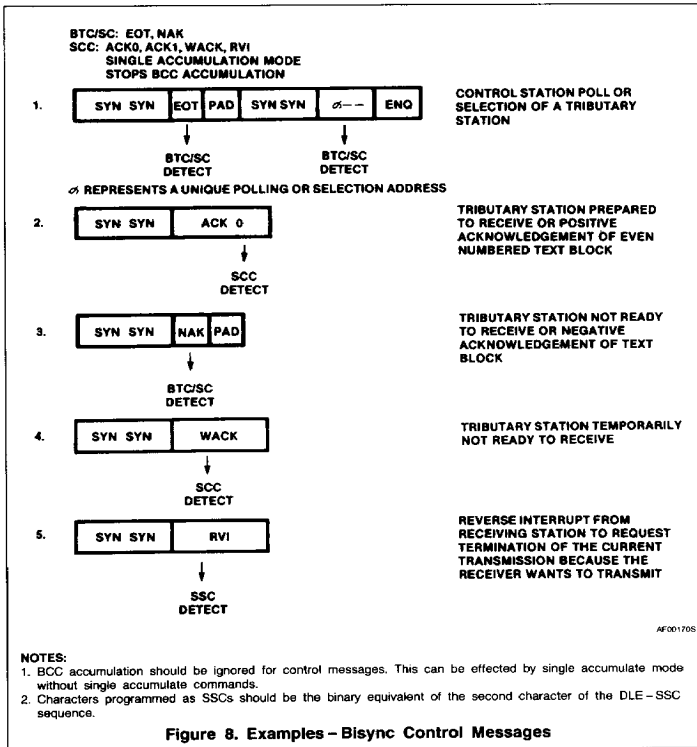 BTC/SC: EOT, NAK
SCC: ACK0, ACK1, WACK, RVI
SINGLE ACCUMULATION MODE
STOPS BCC ACCUMULATION
1. SYN SYN EOT PAD SYN SYN ∅-- ENQ
CONTROL STATION POLL OR
SELECTION OF A TRIBUTARY
STATION
BTC/SC
DETECT
BTC/SC
DETECT
∅ REPRESENTS A UNIQUE POLLING OR SELECTION ADDRESS
2. SYN SYN ACK 0
TRIBUTARY STATION PREPARED
TO RECEIVE OR POSITIVE
ACKNOWLEDGEMENT OF EVEN
NUMBERED TEXT BLOCK
SCC
DETECT
3. SYN SYN NAK PAD
TRIBUTARY STATION NOT READY
TO RECEIVE OR NEGATIVE
ACKNOWLEDGEMENT OF TEXT
BLOCK
BTC/SC
DETECT
4. SYN SYN WACK
TRIBUTARY STATION TEMPORARILY
NOT READY TO RECEIVE
SCC
DETECT
5. SYN SYN RVI
REVERSE INTERRUPT FROM
RECEIVING STATION TO REQUEST
TERMINATION OF THE CURRENT
TRANSMISSION BECAUSE THE
RECEIVER WANTS TO TRANSMIT
SSC
DETECT
AF00170S
NOTES:
1. BCC accumulation should be ignored for control messages. This can be effected by single accumulate mode
without single accumulate commands.
2. Characters programmed as SSCs should be the binary equivalent of the second character of the DLE–SSC
sequence.
Figure 8. Examples – Bisync Control Messages